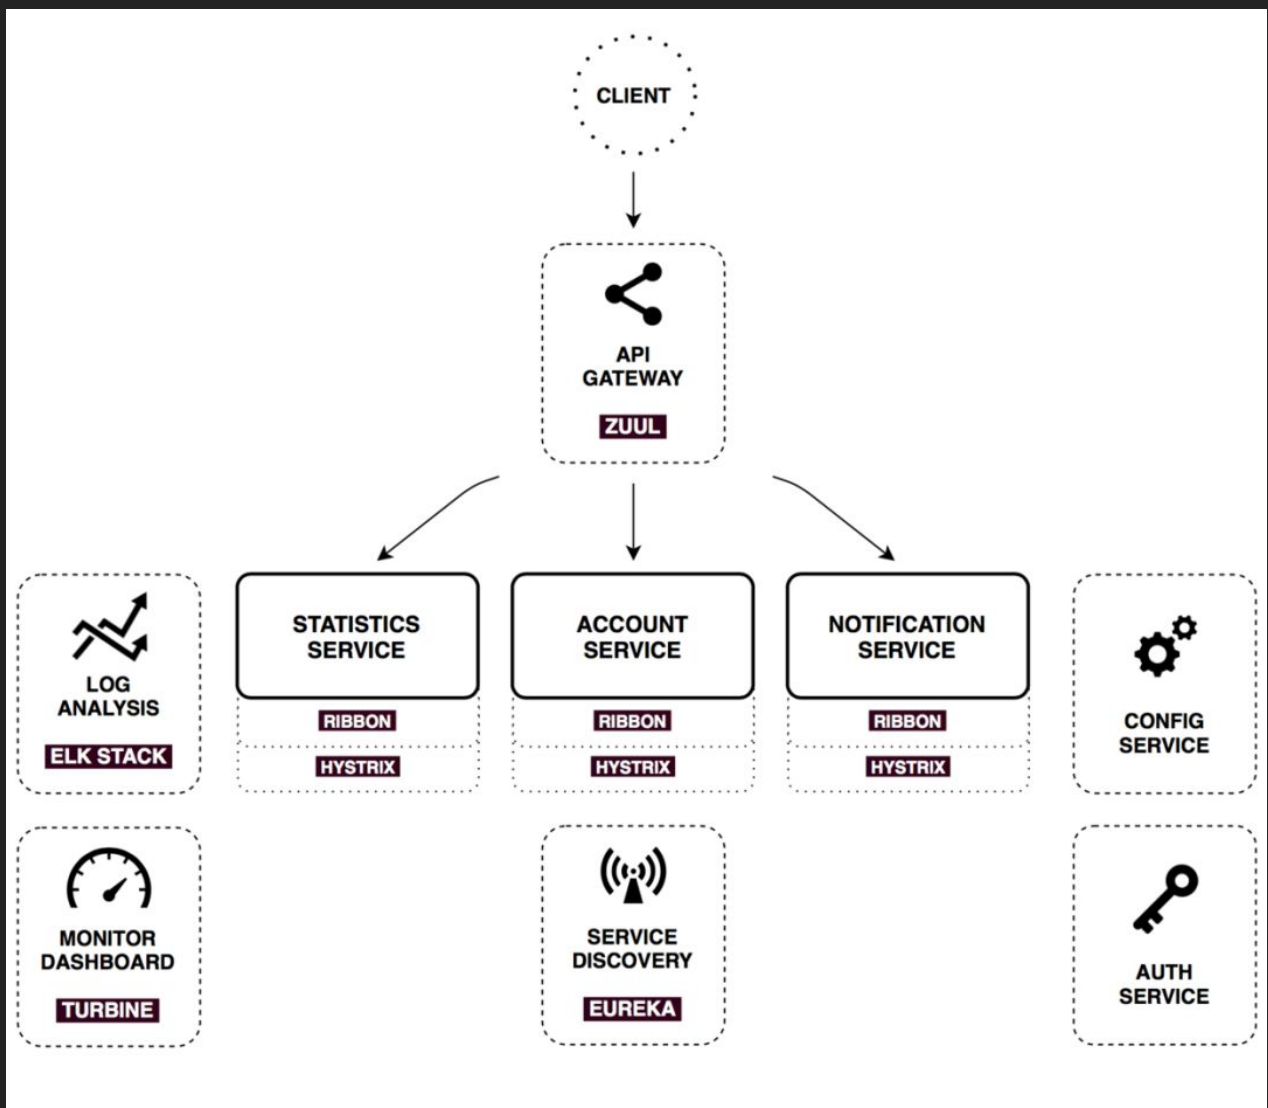 CLIENT
API
GATEWAY
ZUUL
LOG
ANALYSIS
ELK STACK
STATISTICS
SERVICE
RIBBON
HYSTRIX
ACCOUNT
SERVICE
RIBBON
HYSTRIX
NOTIFICATION
SERVICE
RIBBON
HYSTRIX
CONFIG
SERVICE
MONITOR
DASHBOARD
TURBINE
SERVICE
DISCOVERY
EUREKA
AUTH
SERVICE